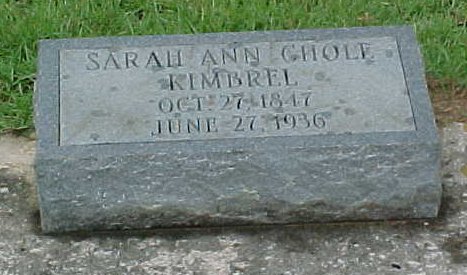 SARAH ANN CHOLE
KIMBREL
OCT. 27, 1847
JUNE 27, 1936